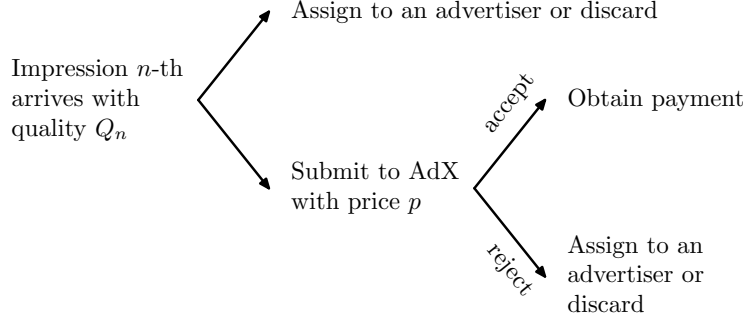 Assign to an advertiser or discard
Impression n-th
arrives with
quality Qₙ
accept
Obtain payment
Submit to AdX
with price p
reject
Assign to an
advertiser or
discard